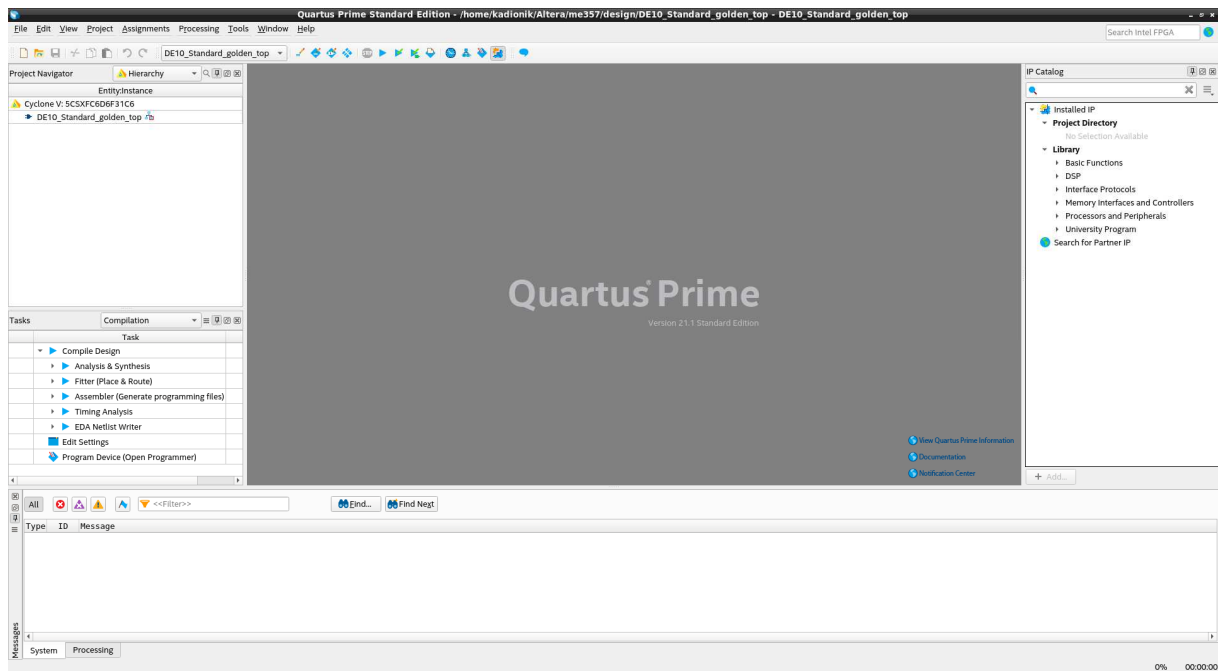 Quartus Prime Standard Edition - /home/kadionik/Altera/me357/design/DE10_Standard_golden_top - DE10_Standard_golden_top
File Edit View Project Assignments Processing Tools Window Help
Search Intel FPGA
DE10_Standard_golden_top
Project Navigator
Hierarchy
Entity:Instance
Cyclone V: 5CSXFC6D6F31C6
DE10_Standard_golden_top
Tasks
Compilation
Task
Compile Design
Analysis & Synthesis
Fitter (Place & Route)
Assembler (Generate programming files)
Timing Analysis
EDA Netlist Writer
Edit Settings
Program Device (Open Programmer)
Quartus Prime
Version 21.1 Standard Edition
View Quartus Prime Information
Documentation
Notification Center
IP Catalog
Installed IP
Project Directory
No Selection Available
Library
Basic Functions
DSP
Interface Protocols
Memory Interfaces and Controllers
Processors and Peripherals
University Program
Search for Partner IP
+ Add...
All
<<Filter>>
Find...
Find Next
Type ID Message
Messages
System Processing
0% 00:00:00